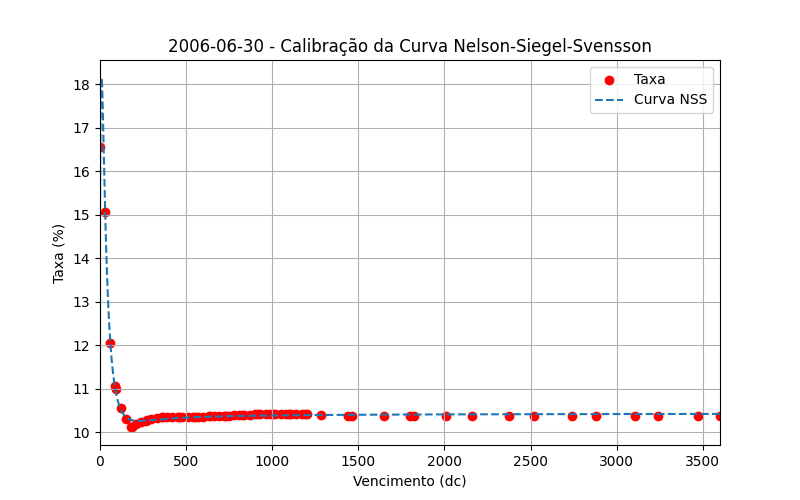 2006-06-30 - Calibração da Curva Nelson-Siegel-Svensson
Taxa
Curva NSS
Taxa (%)
18
17
16
15
14
13
12
11
10
0 500 1000 1500 2000 2500 3000 3500
Vencimento (dc)